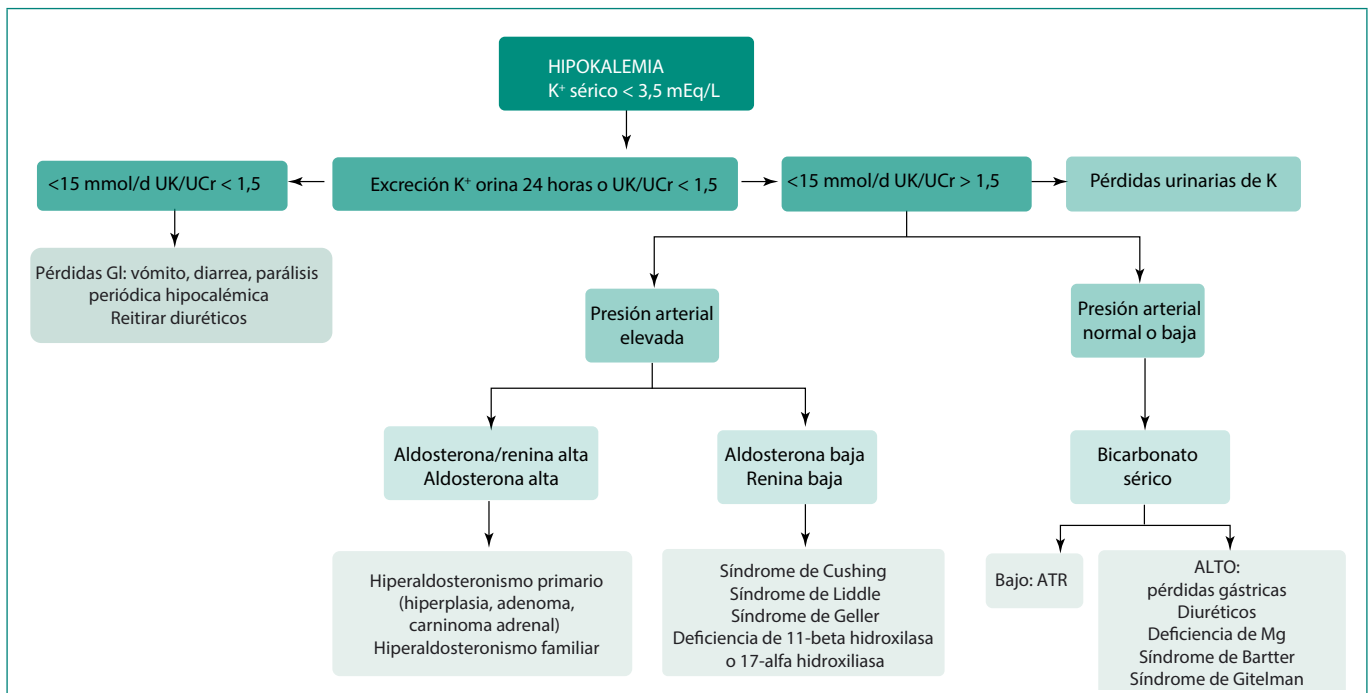 HIPOKALEMIA
K⁺ sérico < 3,5 mEq/L
<15 mmol/d UK/UCr < 1,5
Excreción K⁺ orina 24 horas o UK/UCr < 1,5
<15 mmol/d UK/UCr > 1,5
Pérdidas urinarias de K
Pérdidas GI: vómito, diarrea, parálisis
periódica hipocalémica
Reitirar diuréticos
Presión arterial
elevada
Presión arterial
normal o baja
Aldosterona/renina alta
Aldosterona alta
Aldosterona baja
Renina baja
Bicarbonato
sérico
Hiperaldosteronismo primario
(hiperplasia, adenoma,
carninoma adrenal)
Hiperaldosteronismo familiar
Síndrome de Cushing
Síndrome de Liddle
Síndrome de Geller
Deficiencia de 11-beta hidroxilasa
o 17-alfa hidroxiliasa
Bajo: ATR
ALTO:
pérdidas gástricas
Diuréticos
Deficiencia de Mg
Síndrome de Bartter
Síndrome de Gitelman